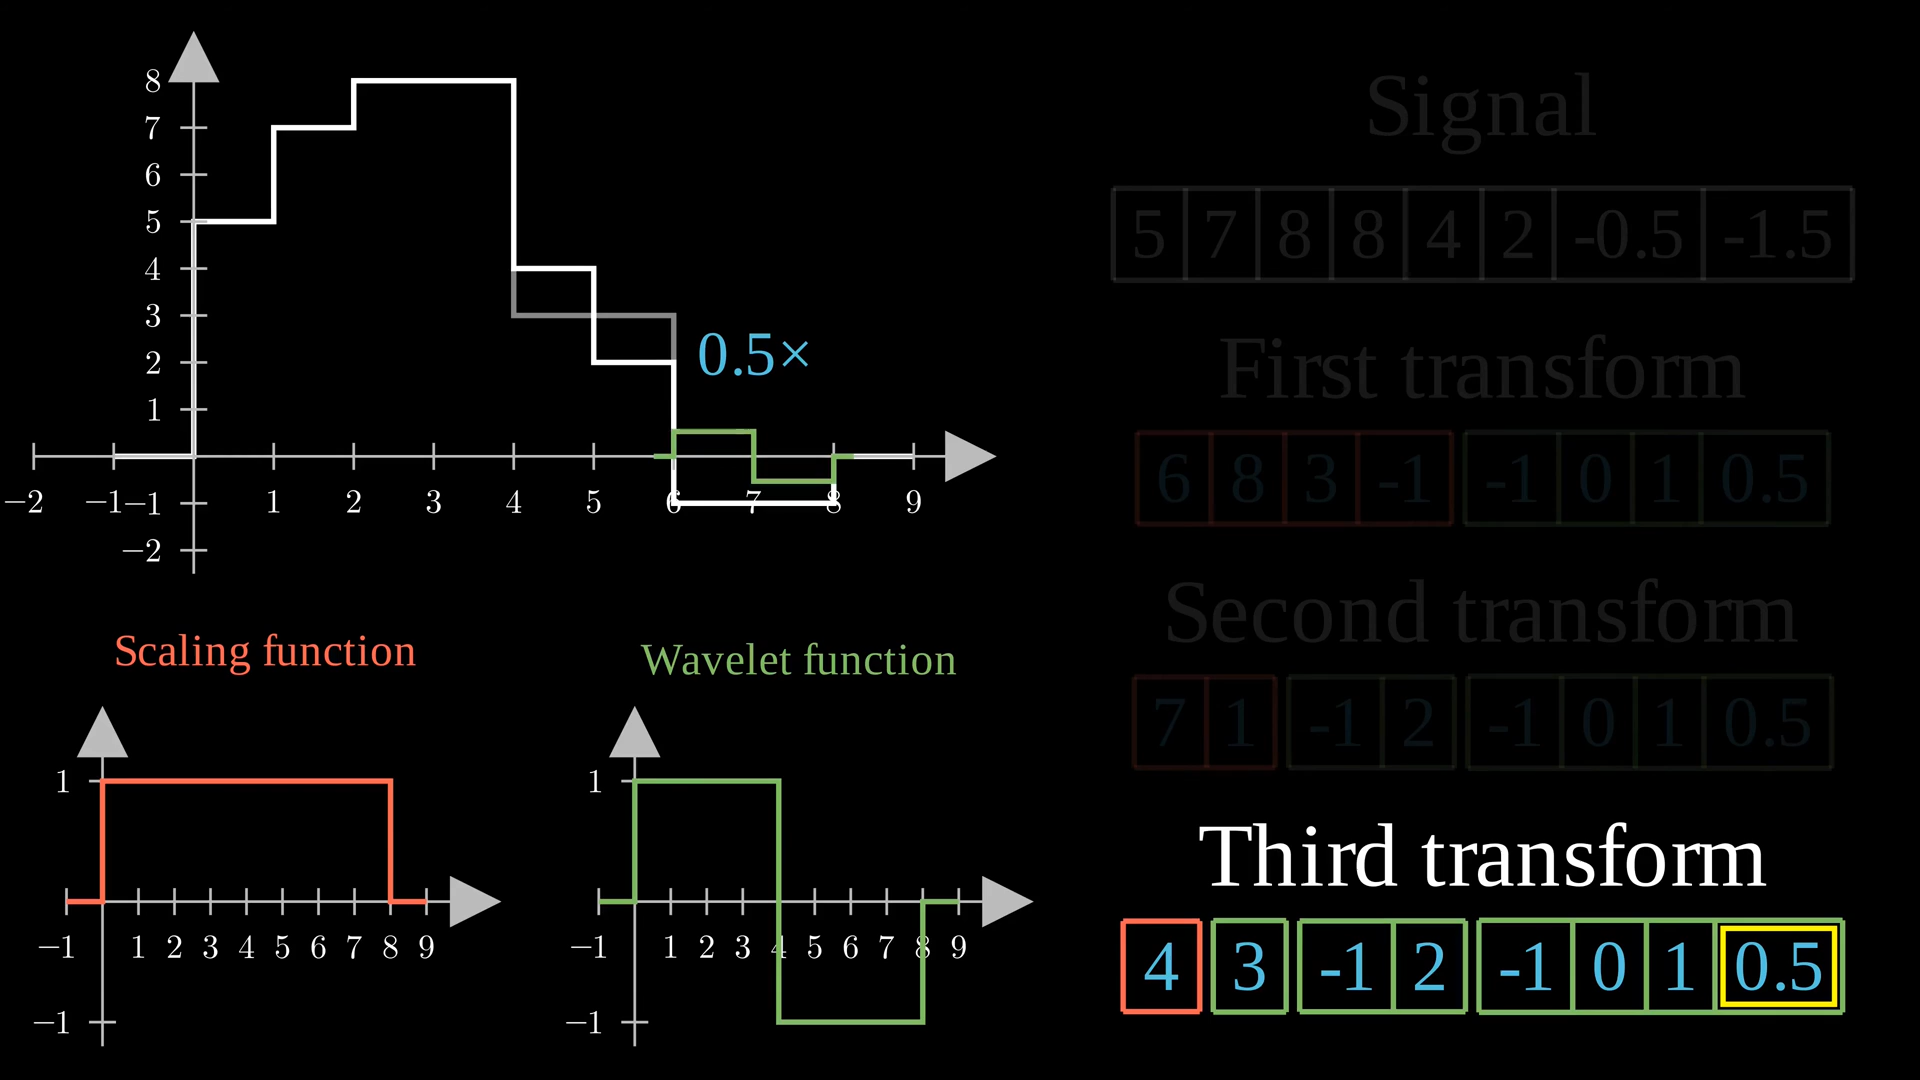 8
7
6
5
4
3
2
1
−2 −1 −1 1 2 3 4 5 6 7 8 9
−2
0.5×
Scaling function
1
−1 1 2 3 4 5 6 7 8 9
−1
Wavelet function
1
−1 1 2 3 4 5 6 7 8 9
−1
Signal
5 7 8 8 4 2 -0.5 -1.5
First transform
6 8 3 -1 -1 0 1 0.5
Second transform
7 1 -1 2 -1 0 1 0.5
Third transform
4 3 -1 2 -1 0 1 0.5